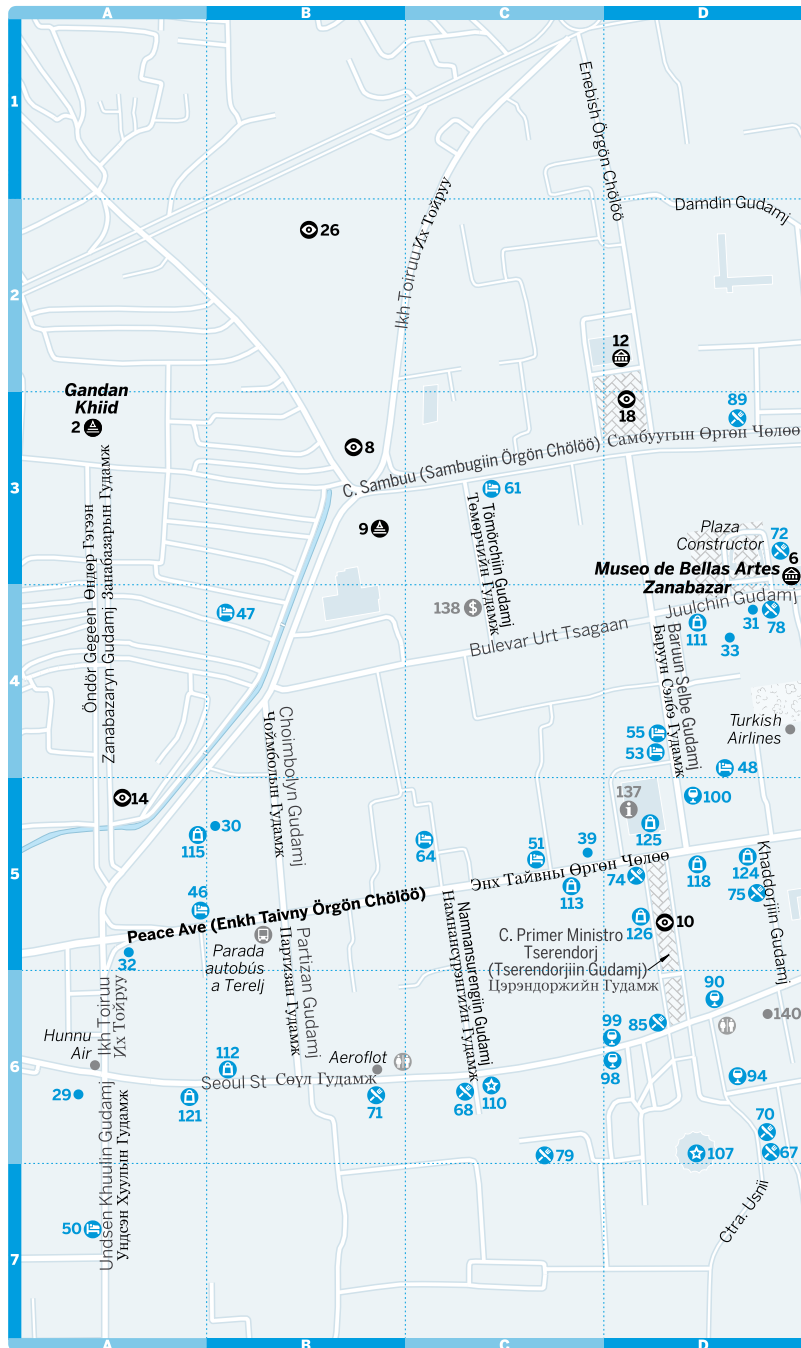 A
B
C
D
1
Enebish Örgön Chölöö
Damdin Gudamj
26
Ikh Toiruu Их Тойруу
2
12
Gandan
Khiid
2
18
89
8
C. Sambuu (Sambugiin Örgön Chölöö) Самбуугын Өргөн Чөлөө
3
61
9
Tömörchiin Gudamj
Төмөрчийн Гудамж
Plaza
Constructor
72
6
Museo de Bellas Artes
Zanabazar
Öndör Gegeen Өндөр Гэгээн
Zanabazaryn Gudamj Занабазарын Гудамж
47
138
Juulchin Gudamj
Bulevar Urt Tsagaan
111
31
78
33
4
Baruun Selbe Gudamj
Баруун Сэлбэ Гудамж
Choimbolyn Gudamj
Чоймболын Гудамж
55
53
Turkish
Airlines
48
14
137
100
30
115
125
64
51
39
5
Энх Тайвны Өргөн Чөлөө
74
118
124
75
Khaddorjiin Gudamj
113
46
Peace Ave (Enkh Taivny Örgön Chölöö)
126
10
32
Parada
autobús
a Terelj
Partizan Gudamj
Партизан Гудамж
Namnansurengiin Gudamj
Намнансүрэнгийн Гудамж
C. Primer Ministro
Tserendorj
(Tserendorjiin Gudamj)
Цэрэндоржийн Гудамж
90
Ikh Toiruu
Их Тойруу
99
85
140
Hunnu
Air
Aeroflot
6
112
98
Seoul St Сөүл Гудамж
29
121
71
68
110
94
70
79
107
67
Undsen Khuulin Gudamj
Ундсэн Хуулын Гудамж
50
Ctra. Usnii
7
A
B
C
D